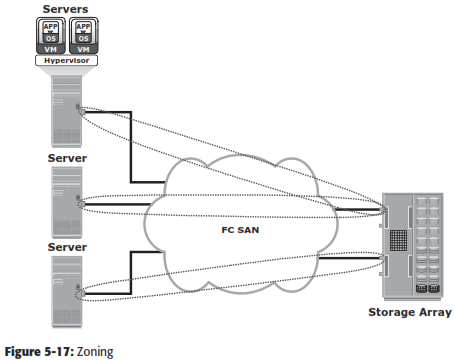 Servers
APP APP
OS OS
VM VM
Hypervisor
Server
FC SAN
Server
Storage Array
Figure 5-17: Zoning